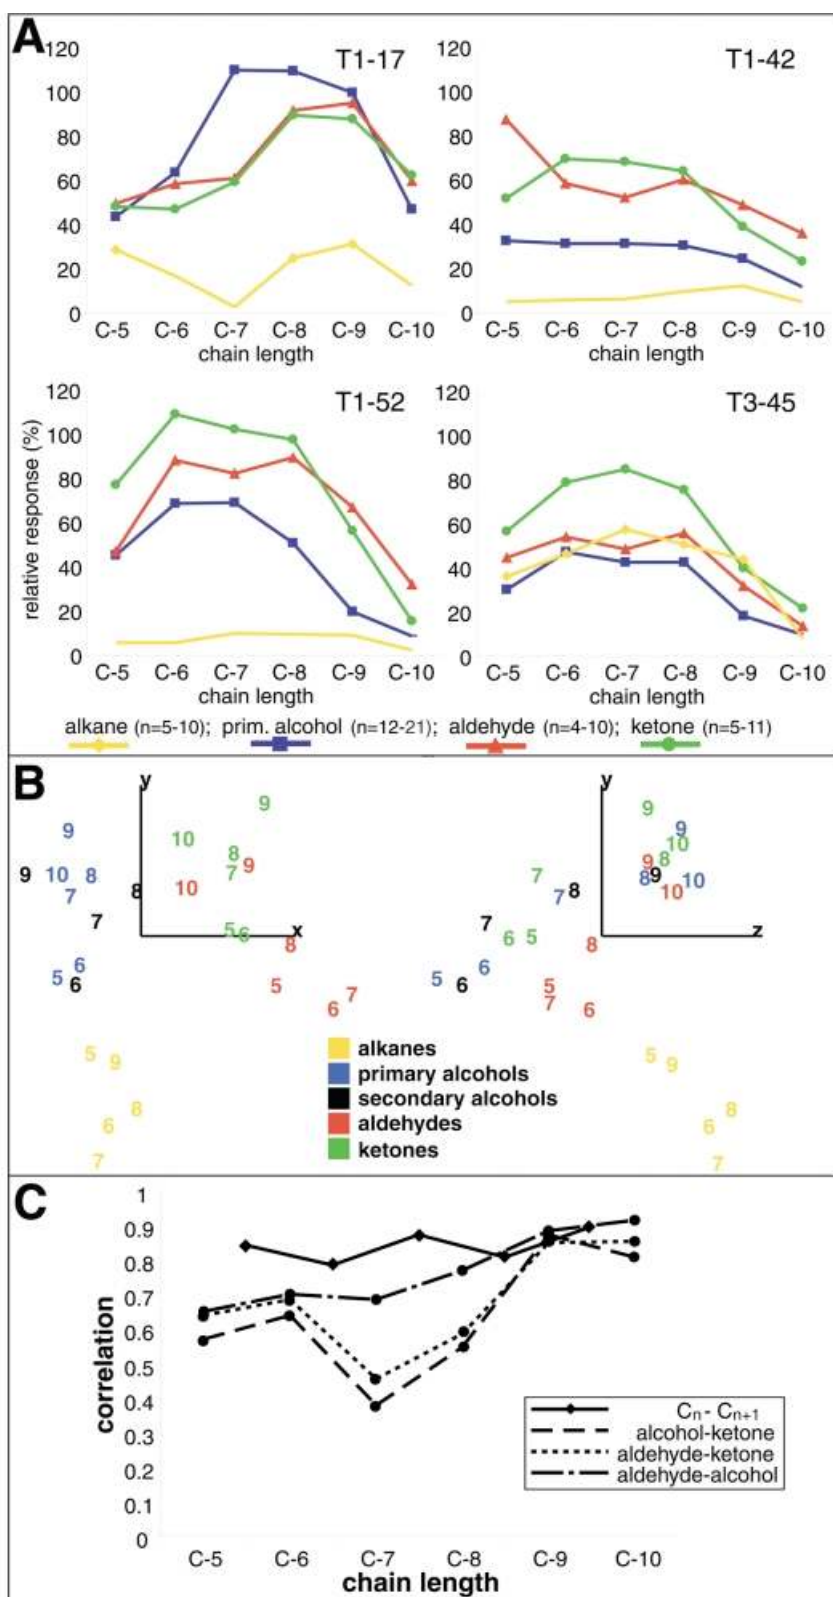 A
T1-17
120
100
80
60
40
20
0
C-5 C-6 C-7 C-8 C-9 C-10
chain length
T1-42
120
100
80
60
40
20
0
C-5 C-6 C-7 C-8 C-9 C-10
chain length
relative response (%)
T1-52
120
100
80
60
40
20
0
C-5 C-6 C-7 C-8 C-9 C-10
chain length
T3-45
120
100
80
60
40
20
0
C-5 C-6 C-7 C-8 C-9 C-10
chain length
alkane (n=5-10); prim. alcohol (n=12-21); aldehyde (n=4-10); ketone (n=5-11)
B
y
9
9
10
8
9
7
9 10 8
10
8
7
7
5 6 x
8
6
5 6
5
7
6
5 9
8
6
7
y
9
9
10
9 8
7
8 9 10
8
10
7
7
6 5
z
8
6
5 6
5
7 6
5 9
8
6
7
alkanes
primary alcohols
secondary alcohols
aldehydes
ketones
C
correlation
1
0.9
0.8
0.7
0.6
0.5
0.4
0.3
0.2
0.1
0
C-5 C-6 C-7 C-8 C-9 C-10
chain length
Cn - Cn+1
alcohol-ketone
aldehyde-ketone
aldehyde-alcohol